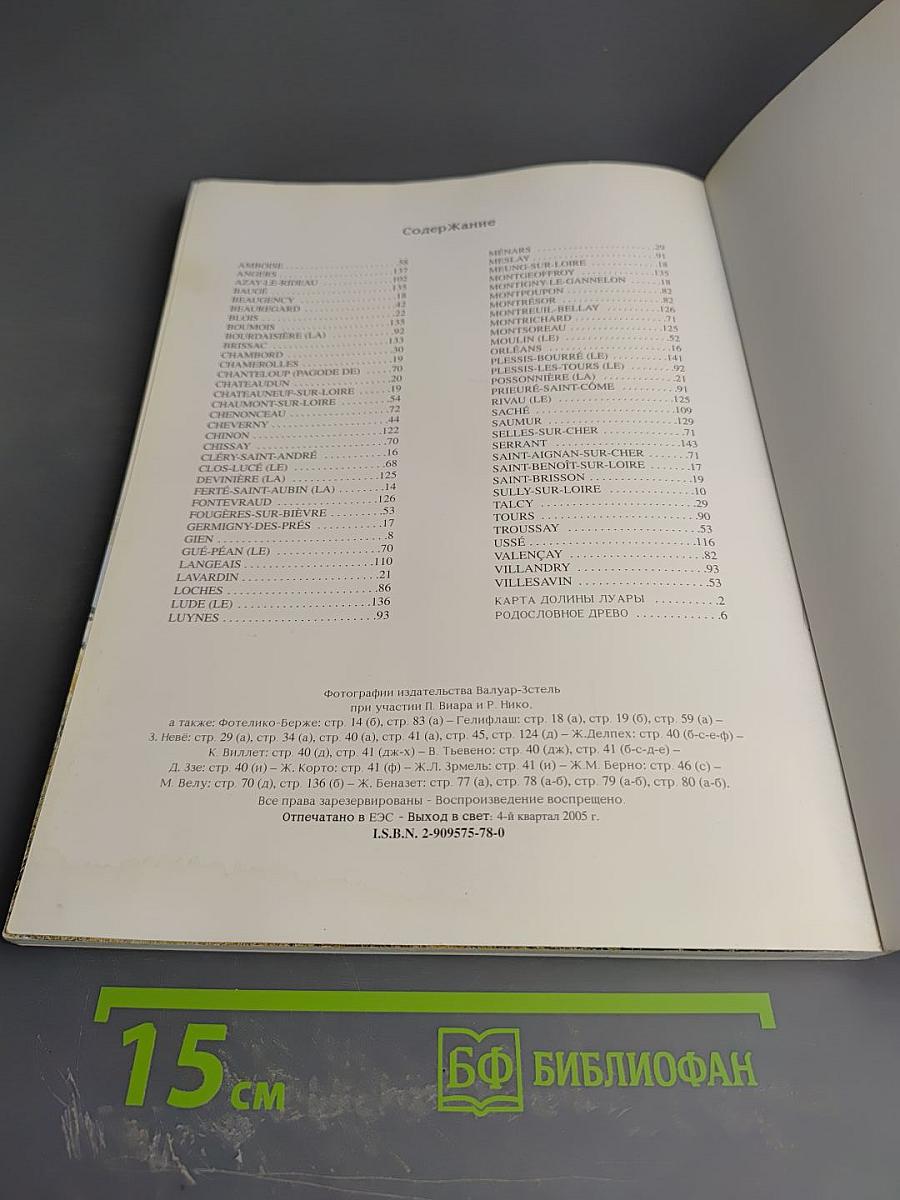 СодерЖание
AMBOISE 58
ANGERS 137
AZAY-LE-RIDEAU 102
BAUGÉ 135
BEAUGENCY 18
BEAUREGARD 42
BLOIS 22
BOUMOIS 135
BOURDAISIÈRE (LA) 92
BRISSAC 133
CHAMBORD 30
CHAMEROLLES 19
CHANTELOUP (PAGODE DE) 70
CHATEAUDUN 20
CHATEAUNEUF-SUR-LOIRE 19
CHAUMONT-SUR-LOIRE 54
CHENONCEAU 72
CHEVERNY 44
CHINON 122
CHISSAY 70
CLÉRY-SAINT-ANDRÉ 16
CLOS-LUCÉ (LE) 68
DEVINIÈRE (LA) 125
FERTÉ-SAINT-AUBIN (LA) 14
FONTEVRAUD 126
FOUGÈRES-SUR-BIÈVRE 53
GERMIGNY-DES-PRÉS 17
GIEN 8
GUÉ-PÉAN (LE) 70
LANGEAIS 110
LAVARDIN 21
LOCHES 86
LUDE (LE) 136
LUYNES 93
MÉNARS 29
MESLAY 91
MEUNG-SUR-LOIRE 18
MONTGEOFFROY 135
MONTIGNY-LE-GANNELON 18
MONTPOUPON 82
MONTRÉSOR 82
MONTREUIL-BELLAY 126
MONTRICHARD 71
MONTSOREAU 125
MOULIN (LE) 52
ORLÉANS 16
PLESSIS-BOURRÉ (LE) 141
PLESSIS-LES-TOURS (LE) 92
POSSONNIÈRE (LA) 21
PRIEURÉ-SAINT-CÔME 91
RIVAU (LE) 125
SACHÉ 109
SAUMUR 129
SELLES-SUR-CHER 71
SERRANT 143
SAINT-AIGNAN-SUR-CHER 71
SAINT-BENOÎT-SUR-LOIRE 17
SAINT-BRISSON 19
SULLY-SUR-LOIRE 10
TALCY 29
TOURS 90
TROUSSAY 53
USSÉ 116
VALENÇAY 82
VILLANDRY 93
VILLESAVIN 53
КАРТА ДОЛИНЫ ЛУАРЫ 2
РОДОСЛОВНОЕ ДРЕВО 6
Фотографии издательства Валуар-Зстель
при участии П. Виара и Р. Нико.
а также: Фотелико-Берже: стр. 14 (б), стр. 83 (а) – Гелифлаш: стр. 18 (а), стр. 19 (б), стр. 59 (а) –
З. Невё: стр. 29 (а), стр. 34 (а), стр. 40 (а), стр. 41 (а), стр. 45, стр. 124 (д) – Ж.Делпех: стр. 40 (б-с-е-ф) –
К. Виллет: стр. 40 (д), стр. 41 (дж-х) – В. Тьевено: стр. 40 (дж), стр. 41 (б-с-д-е) –
Д. Ззе: стр. 40 (и) – Ж. Корто: стр. 41 (ф) – Ж.Л. Зрмель: стр. 41 (и) – Ж.М. Берно: стр. 46 (с) –
М. Велу: стр. 70 (д), стр. 136 (б) – Ж. Беназет: стр. 77 (а), стр. 78 (а-б), стр. 79 (а-б), стр. 80 (а-б).
Все права зарезервированы - Воспроизведение воспрещено.
Отпечатано в ЕЭС - Выход в свет: 4-й квартал 2005 г.
I.S.B.N. 2-909575-78-0
15 см
БФ БИБЛИОФАН